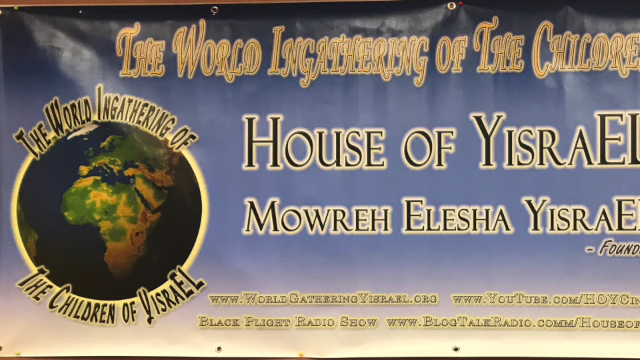 The World Ingathering of The Childre
The World Ingathering of
The Children of YisraEL
House of YisraEL
Mowreh Elesha YisraEL
- Found
www.WorldGatheringYisrael.org www.YouTube.com/HOYCin
Black Plight Radio Show www.BlogTalkRadio.comm/Houseo